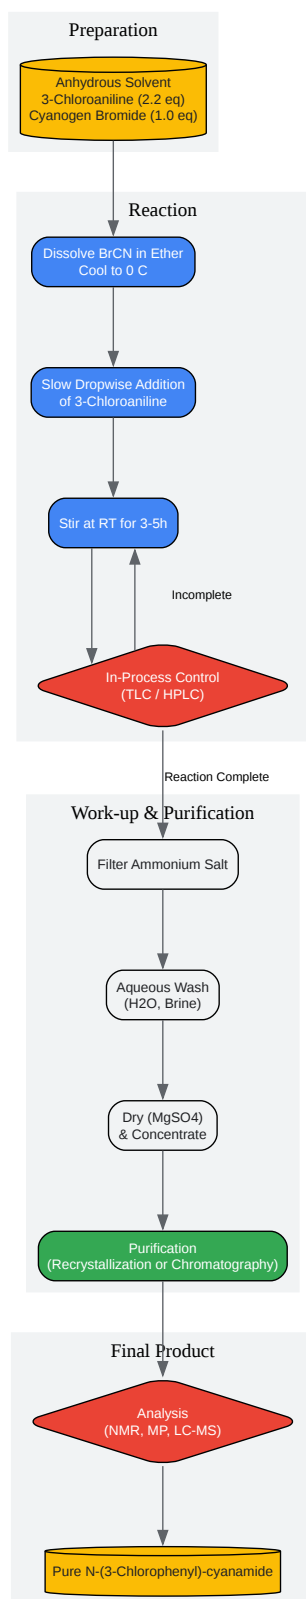 Preparation
Anhydrous Solvent
3-Chloroaniline (2.2 eq)
Cyanogen Bromide (1.0 eq)
Reaction
Dissolve BrCN in Ether
Cool to 0 C
Slow Dropwise Addition
of 3-Chloroaniline
Stir at RT for 3-5h
Incomplete
In-Process Control
(TLC / HPLC)
Reaction Complete
Work-up & Purification
Filter Ammonium Salt
Aqueous Wash
(H2O, Brine)
Dry (MgSO4)
& Concentrate
Purification
(Recrystallization or Chromatography)
Final Product
Analysis
(NMR, MP, LC-MS)
Pure N-(3-Chlorophenyl)-cyanamide